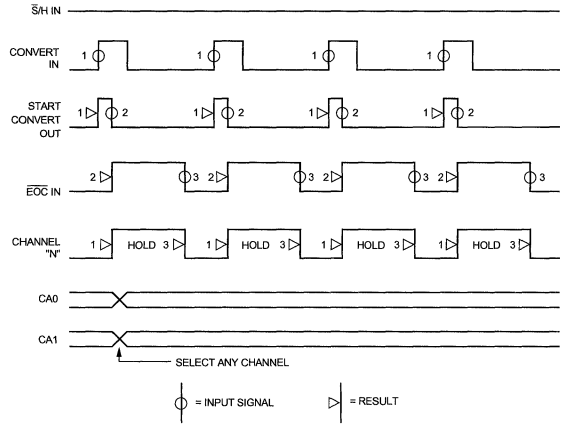 S̅/H IN
CONVERT
IN
1 1 1 1
START
CONVERT
OUT
1 2 1 2 1 2 1 2
E̅O̅C̅ IN
2 3 2 3 2 3 2 3
CHANNEL
"N"
1 HOLD 3 1 HOLD 3 1 HOLD 3 1 HOLD 3
CA0
CA1
SELECT ANY CHANNEL
= INPUT SIGNAL
= RESULT